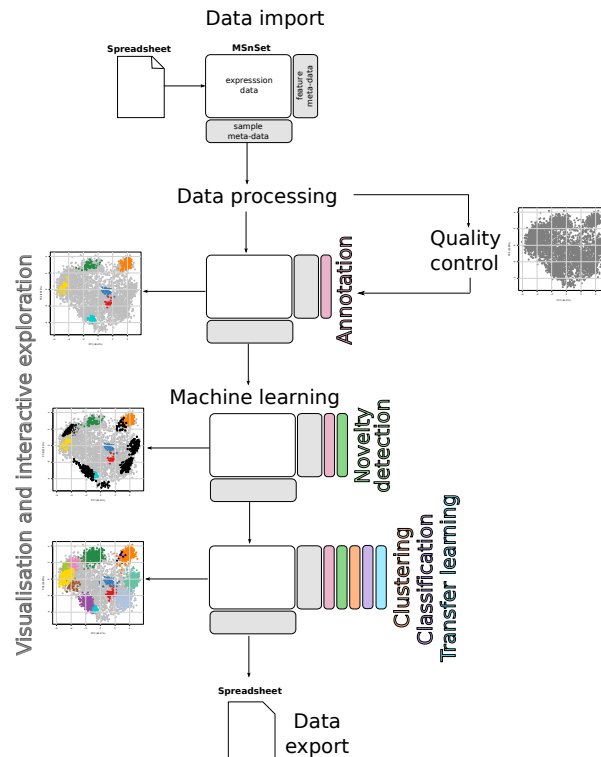 Data import
Spreadsheet
MSnSet
expresssion
data
feature
meta-data
sample
meta-data
Data processing
Quality
control
Annotation
Visualisation and interactive exploration
Machine learning
Novelty
detection
Clustering
Classification
Transfer learning
Spreadsheet
Data
export